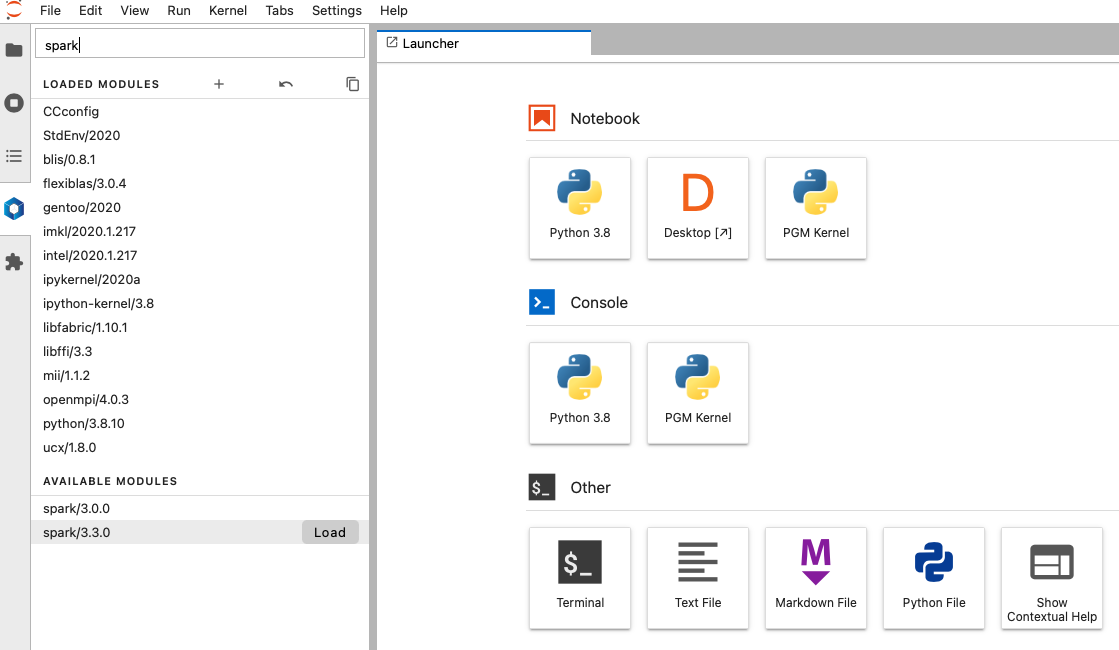 File Edit View Run Kernel Tabs Settings Help
spark
LOADED MODULES
CCconfig
StdEnv/2020
blis/0.8.1
flexiblas/3.0.4
gentoo/2020
imkl/2020.1.217
intel/2020.1.217
ipykernel/2020a
ipython-kernel/3.8
libfabric/1.10.1
libffi/3.3
mii/1.1.2
openmpi/4.0.3
python/3.8.10
ucx/1.8.0
AVAILABLE MODULES
spark/3.0.0
spark/3.3.0 Load
Launcher
Notebook
Python 3.8
D
Desktop [↗]
PGM Kernel
>_ Console
Python 3.8
PGM Kernel
$_ Other
$_
Terminal
Text File
M
Markdown File
Python File
Show
Contextual Help